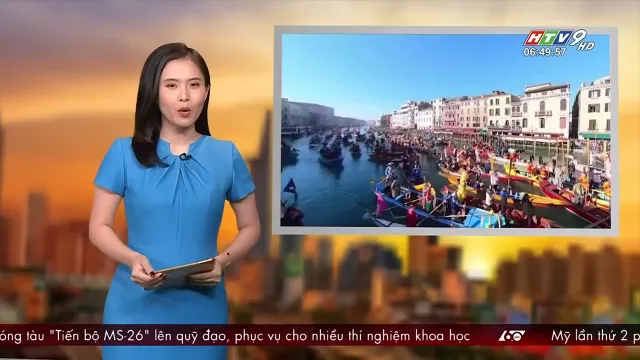 HTV9 HD
06:49:57
óng tàu "Tiến bộ MS-26" lên quỹ đạo, phục vụ cho nhiều thí nghiệm khoa học
60 Mỹ lần thứ 2 p